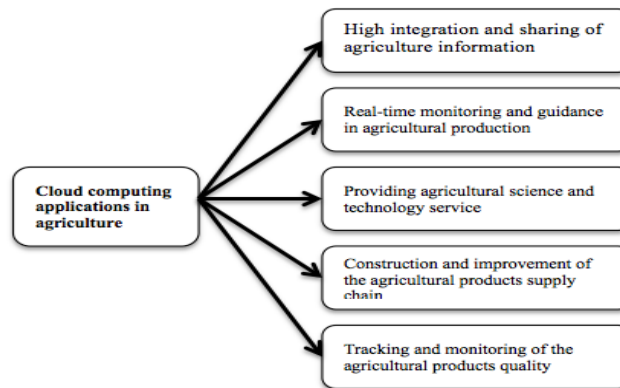 High integration and sharing of
agriculture information
Real-time monitoring and guidance
in agricultural production
Cloud computing
applications in
agriculture
Providing agricultural science and
technology service
Construction and improvement of
the agricultural products supply
chain
Tracking and monitoring of the
agricultural products quality